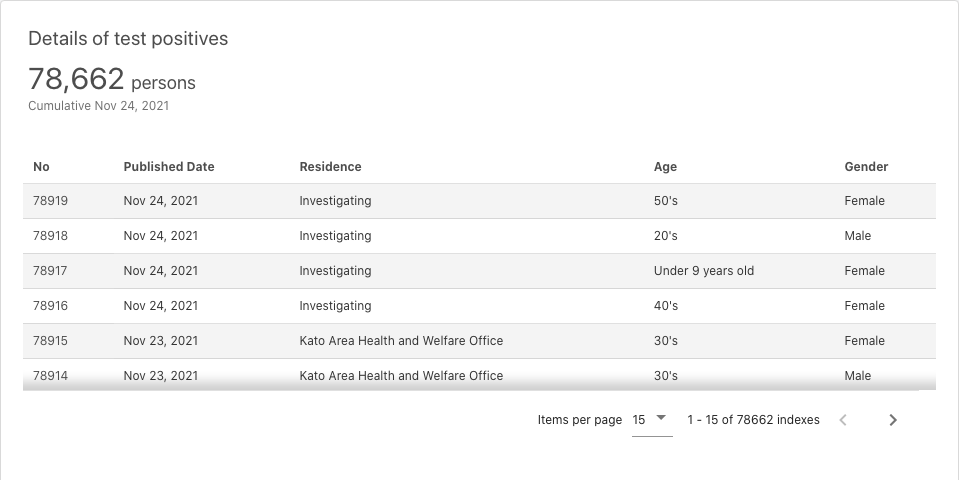 Details of test positives
78,662 persons
Cumulative Nov 24, 2021
No Published Date Residence Age Gender
78919 Nov 24, 2021 Investigating 50's Female
78918 Nov 24, 2021 Investigating 20's Male
78917 Nov 24, 2021 Investigating Under 9 years old Female
78916 Nov 24, 2021 Investigating 40's Female
78915 Nov 23, 2021 Kato Area Health and Welfare Office 30's Female
78914 Nov 23, 2021 Kato Area Health and Welfare Office 30's Male
Items per page 15 1 - 15 of 78662 indexes